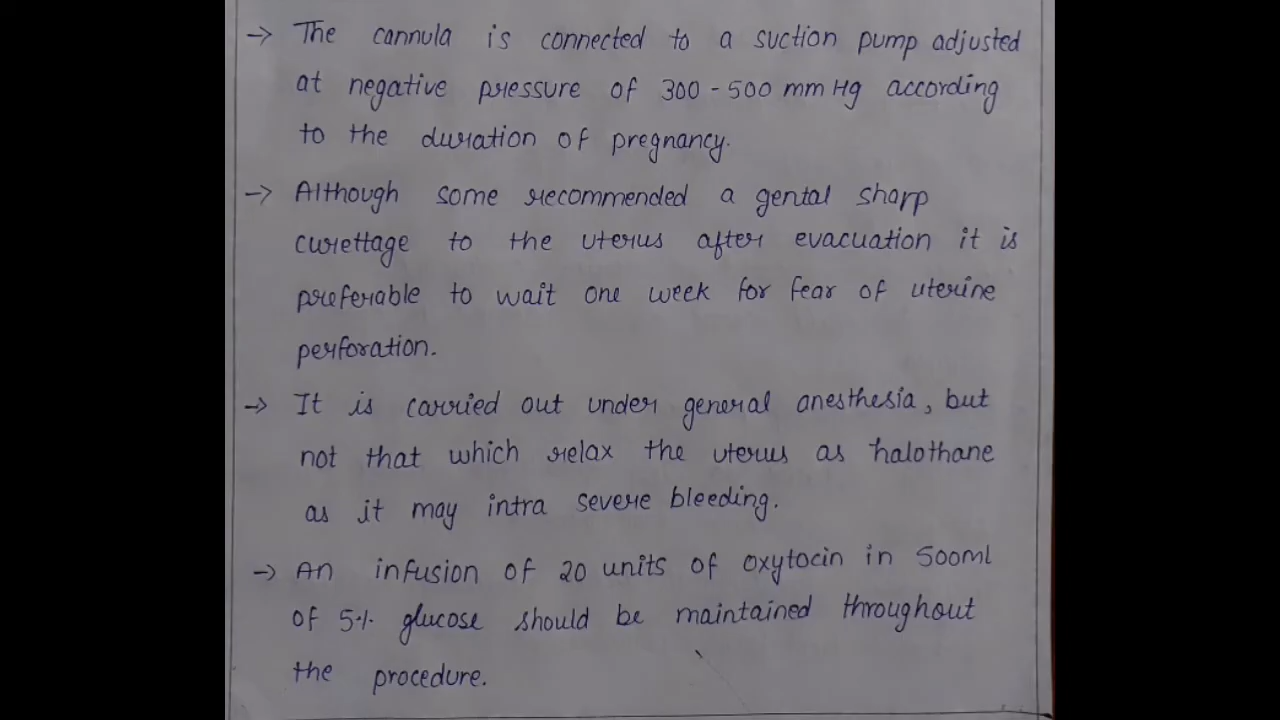 → The cannula is connected to a suction pump adjusted
at negative pressure of 300-500 mm Hg according
to the duration of pregnancy.
→ Although some recommended a gental sharp
curettage to the uterus after evacuation it is
preferable to wait one week for fear of uterine
perforation.
→ It is carried out under general anesthesia, but
not that which relax the uterus as halothane
as it may intra severe bleeding.
→ An infusion of 20 units of oxytocin in 500ml
of 5% glucose should be maintained throughout
the procedure.